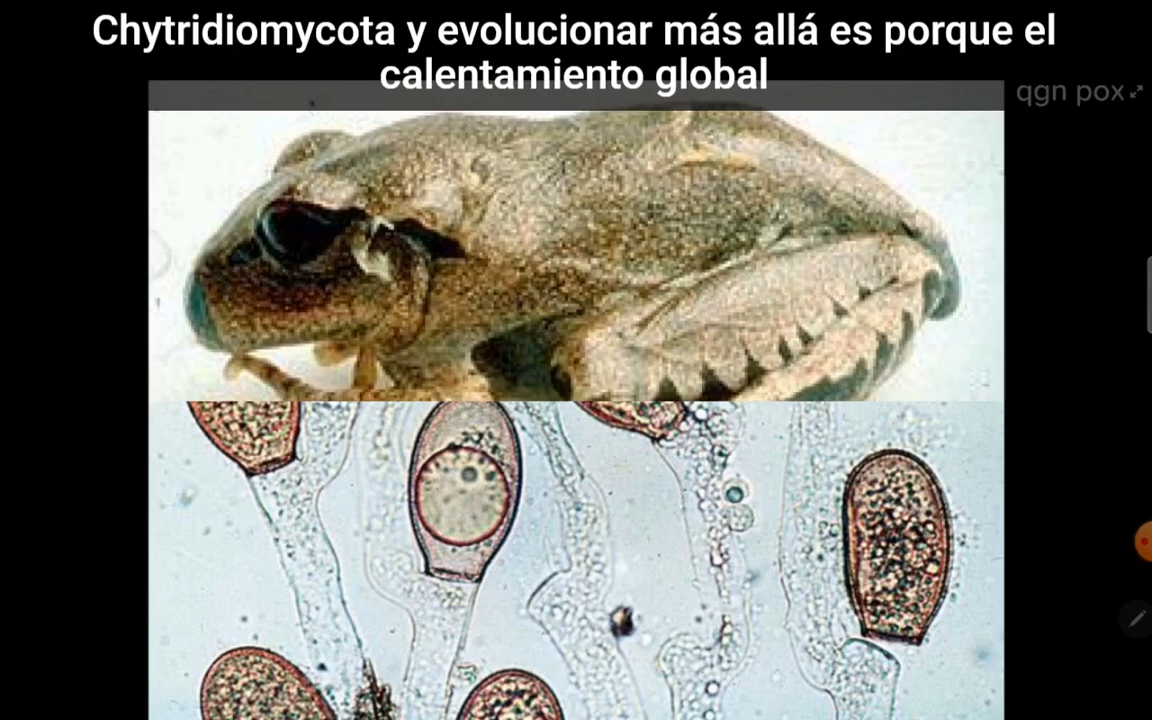 Chytridiomycota y evolucionar más allá es porque el
calentamiento global
qgn pox